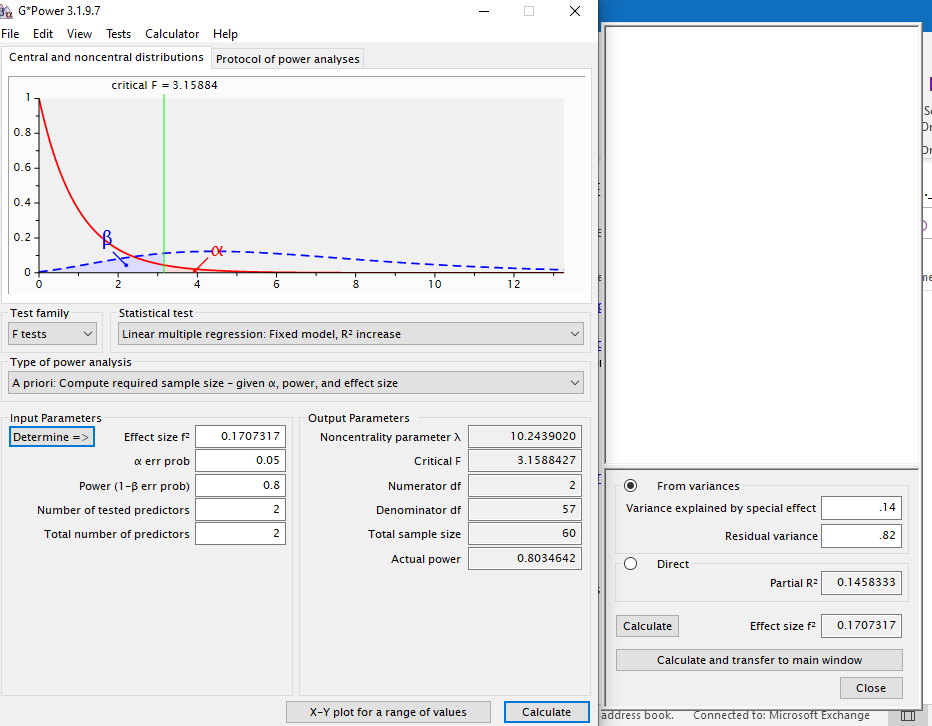 G*Power 3.1.9.7
File Edit View Tests Calculator Help
Central and noncentral distributions Protocol of power analyses
critical F = 3.15884
1
0.8
0.6
0.4
0.2
0
β
α
0 2 4 6 8 10 12
Test family
F tests
Statistical test
Linear multiple regression: Fixed model, R² increase
Type of power analysis
A priori: Compute required sample size – given α, power, and effect size
Input Parameters
Determine =>
Effect size f² 0.1707317
α err prob 0.05
Power (1-β err prob) 0.8
Number of tested predictors 2
Total number of predictors 2
Output Parameters
Noncentrality parameter λ 10.2439020
Critical F 3.1588427
Numerator df 2
Denominator df 57
Total sample size 60
Actual power 0.8034642
X-Y plot for a range of values
Calculate
From variances
Variance explained by special effect .14
Residual variance .82
Direct
Partial R² 0.1458333
Calculate Effect size f² 0.1707317
Calculate and transfer to main window
Close
address book. Connected to: Microsoft Exchange